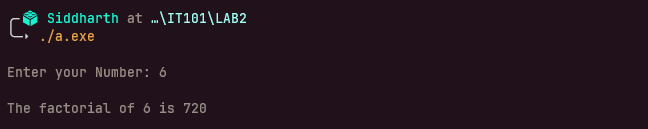 Siddharth at …\IT101\LAB2
./a.exe
Enter your Number: 6
The factorial of 6 is 720